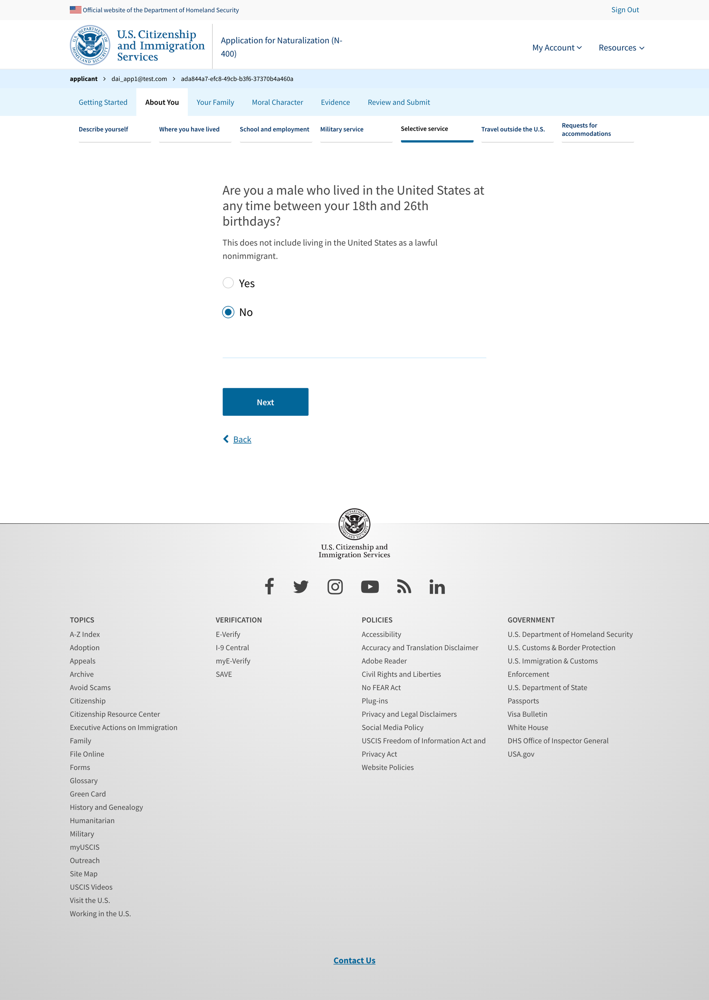 Official website of the Department of Homeland Security
Sign Out
U.S. DEPARTMENT OF HOMELAND SECURITY
U.S. Citizenship
and Immigration
Services
Application for Naturalization (N-
400)
My Account
Resources
applicant > dai_app1@test.com > ada844a7-efc8-49cb-b3f6-37370b4a460a
Getting Started About You Your Family Moral Character Evidence Review and Submit
Describe yourself
Where you have lived
School and employment
Military service
Selective service
Travel outside the U.S.
Requests for
accommodations
Are you a male who lived in the United States at
any time between your 18th and 26th
birthdays?
This does not include living in the United States as a lawful
nonimmigrant.
Yes
No
Next
Back
U.S. DEPARTMENT OF HOMELAND SECURITY
U.S. Citizenship and
Immigration Services
TOPICS
A-Z Index
Adoption
Appeals
Archive
Avoid Scams
Citizenship
Citizenship Resource Center
Executive Actions on Immigration
Family
File Online
Forms
Glossary
Green Card
History and Genealogy
Humanitarian
Military
myUSCIS
Outreach
Site Map
USCIS Videos
Visit the U.S.
Working in the U.S.
VERIFICATION
E-Verify
I-9 Central
myE-Verify
SAVE
POLICIES
Accessibility
Accuracy and Translation Disclaimer
Adobe Reader
Civil Rights and Liberties
No FEAR Act
Plug-ins
Privacy and Legal Disclaimers
Social Media Policy
USCIS Freedom of Information Act and
Privacy Act
Website Policies
GOVERNMENT
U.S. Department of Homeland Security
U.S. Customs & Border Protection
U.S. Immigration & Customs
Enforcement
U.S. Department of State
Passports
Visa Bulletin
White House
DHS Office of Inspector General
USA.gov
Contact Us